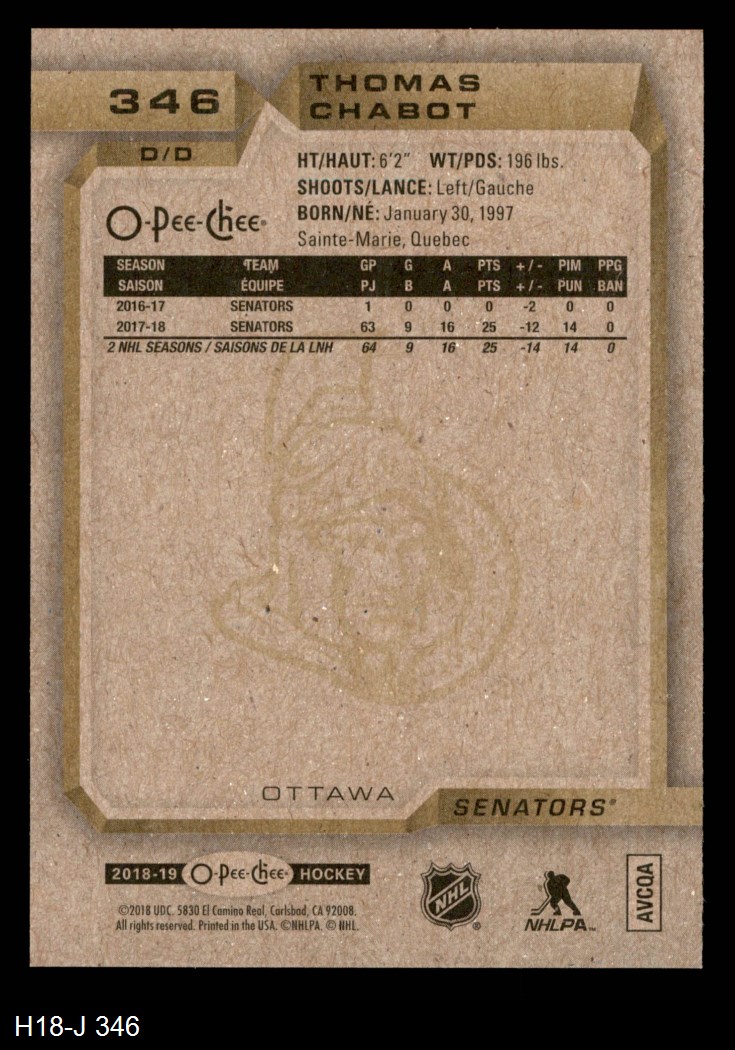 346
THOMAS
CHABOT
D/D
HT/HAUT: 6'2" WT/PDS: 196 lbs.
SHOOTS/LANCE: Left/Gauche
BORN/NÉ: January 30, 1997
Sainte-Marie, Quebec
O-Pee-Chee®
SEASON TEAM GP G A PTS +/- PIM PPG
SAISON ÉQUIPE PJ B A PTS +/- PUN BAN
2016-17 SENATORS 1 0 0 0 -2 0 0
2017-18 SENATORS 63 9 16 25 -12 14 0
2 NHL SEASONS / SAISONS DE LA LNH 64 9 16 25 -14 14 0
OTTAWA
SENATORS®
2018-19 O-Pee-Chee® HOCKEY
©2018 UDC. 5830 El Camino Real, Carlsbad, CA 92008.
All rights reserved. Printed in the USA. ©NHLPA. © NHL.
NHL®
NHLPA™
AVCQA
H18-J 346